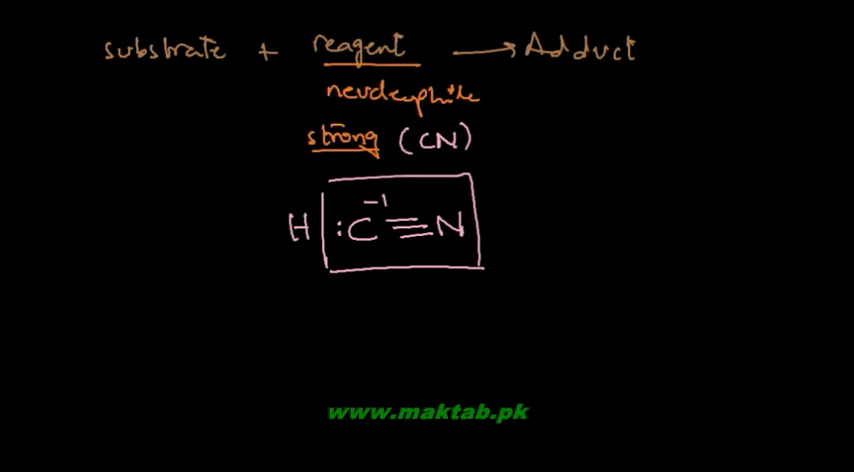 substrate + reagent → Adduct
neucleophile
strong (CN)
H :C⁻¹≡N
www.maktab.pk